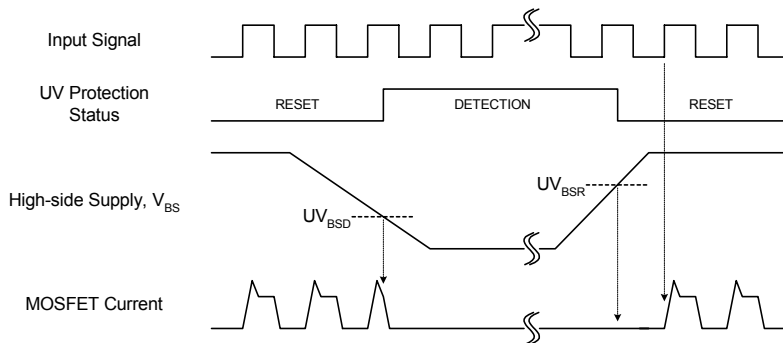 Input Signal
UV Protection
Status
RESET
DETECTION
RESET
High-side Supply, V_BS
UV_BSD
UV_BSR
MOSFET Current